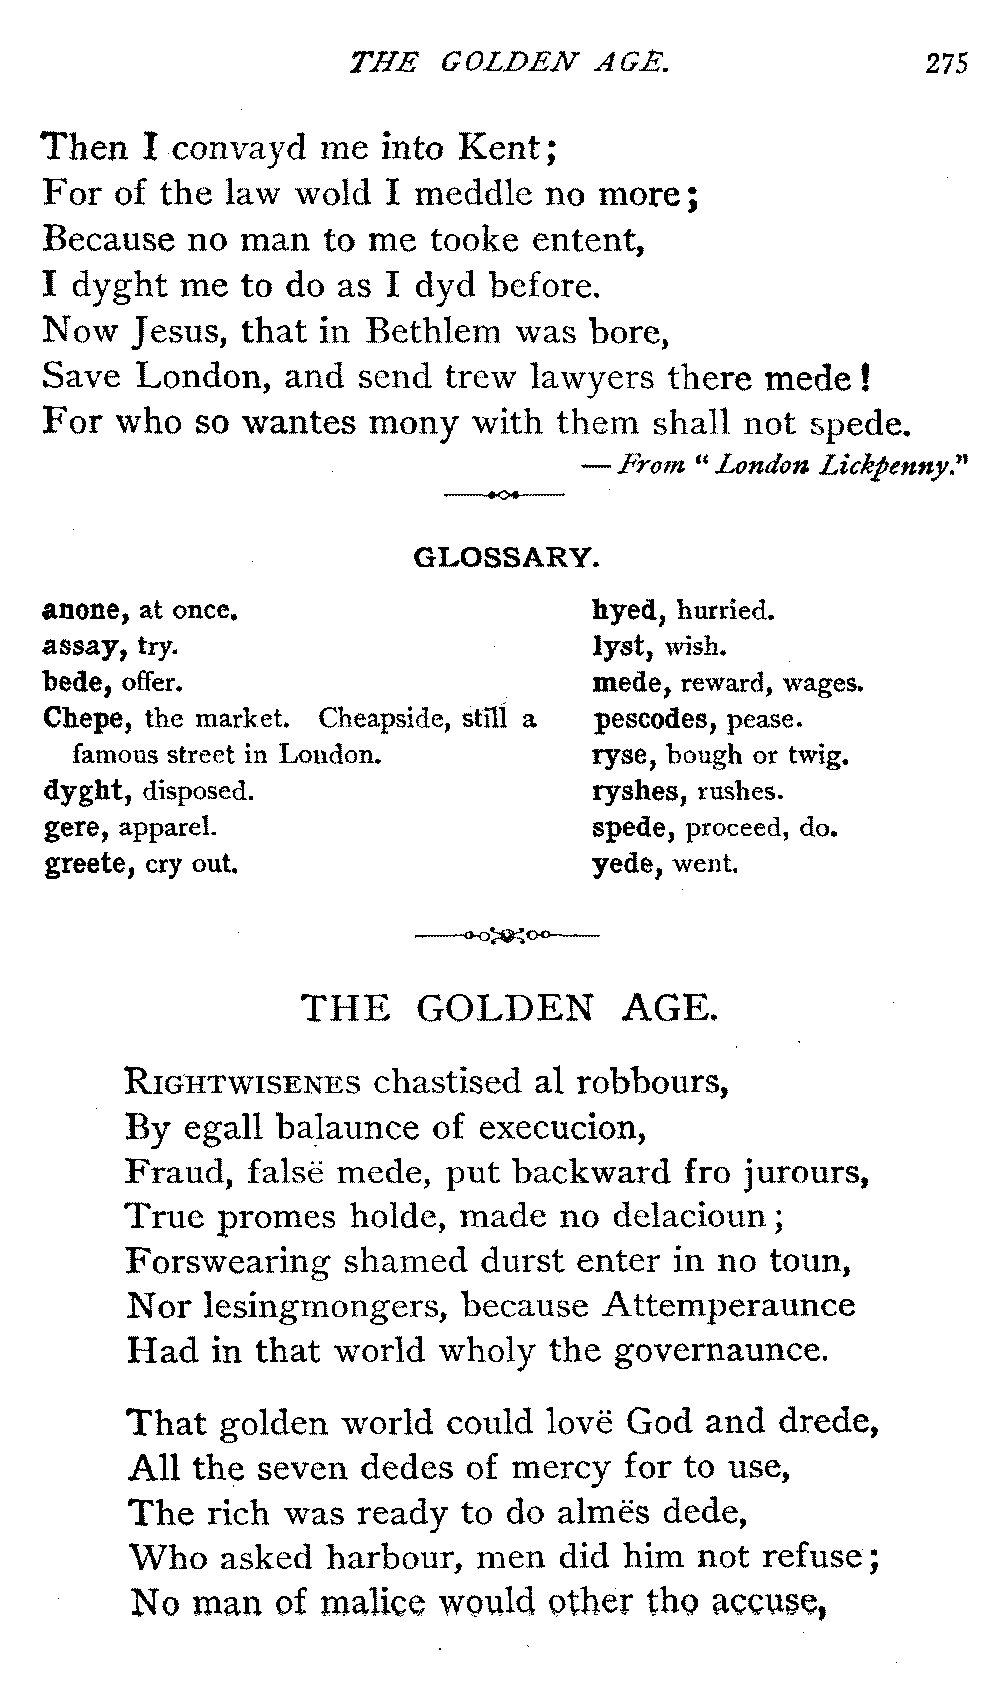 THE GOLDEN AGE. 275
Then I convayd me into Kent;
For of the law wold I meddle no more;
Because no man to me tooke entent,
I dyght me to do as I dyd before.
Now Jesus, that in Bethlem was bore,
Save London, and send trew lawyers there mede!
For who so wantes mony with them shall not spede.
— From "London Lickpenny."
GLOSSARY.
anone, at once.
assay, try.
bede, offer.
Chepe, the market. Cheapside, still a
famous street in London.
dyght, disposed.
gere, apparel.
greete, cry out.
hyed, hurried.
lyst, wish.
mede, reward, wages.
pescodes, pease.
ryse, bough or twig.
ryshes, rushes.
spede, proceed, do.
yede, went.
THE GOLDEN AGE.
RIGHTWISENES chastised al robbours,
By egall balaunce of execucion,
Fraud, falsë mede, put backward fro jurours,
True promes holde, made no delacioun;
Forswearing shamed durst enter in no toun,
Nor lesingmongers, because Attemperaunce
Had in that world wholy the governaunce.
That golden world could lovë God and drede,
All the seven dedes of mercy for to use,
The rich was ready to do almës dede,
Who asked harbour, men did him not refuse;
No man of malice would other tho accuse,